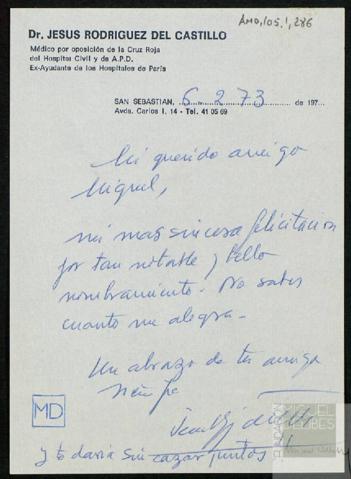 AMD,105.1,286
Dr. JESUS RODRIGUEZ DEL CASTILLO
Médico por oposición de la Cruz Roja
del Hospital Civil y de A.P.D.
Ex-Ayudante de los Hospitales de París
SAN SEBASTIAN, 6 - 2 - 73 de 197
Avda. Carlos I, 14 - Tel. 41 05 69
Mi querido amigo
Miguel,
mi mas sincera felicitacion
por tan notable y bello
nombramiento. No sabes
cuanto me alegra.
Un abrazo de tu amigo
MD
y todavia sin cazar juntos!!
FUNDACIÓN
MIGUEL
DELIBES